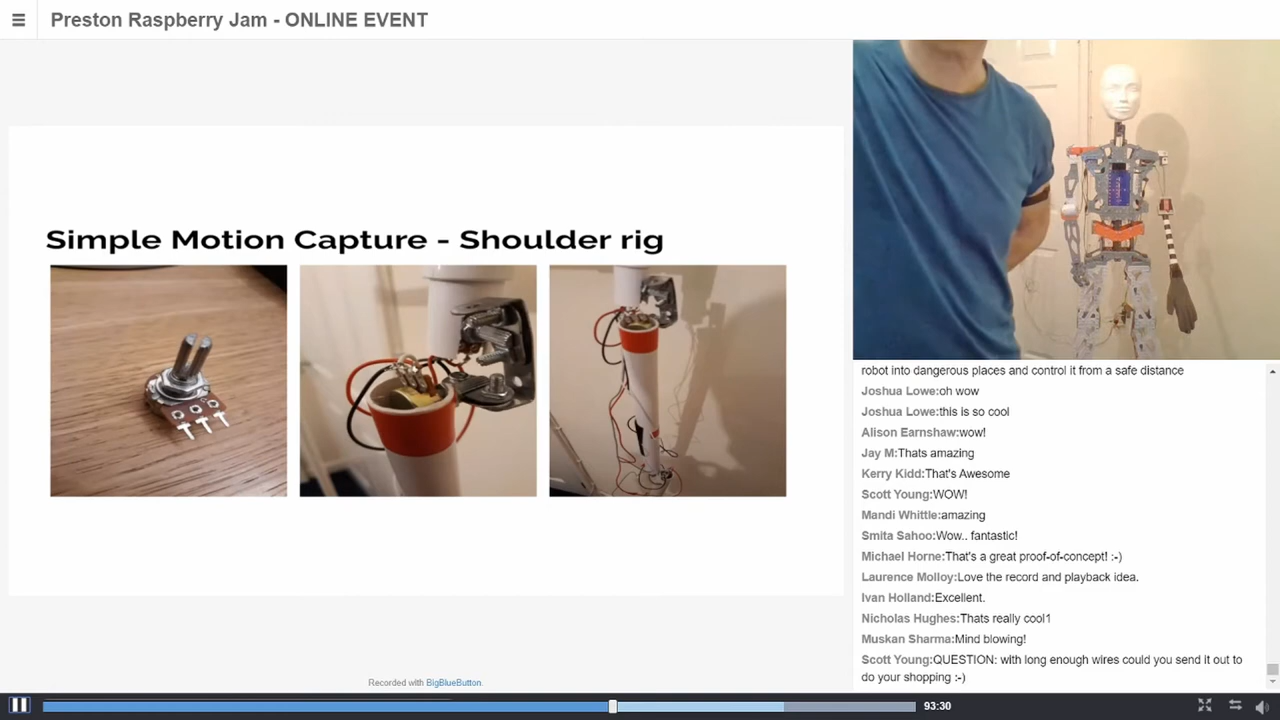 Preston Raspberry Jam - ONLINE EVENT
Simple Motion Capture - Shoulder rig
robot into dangerous places and control it from a safe distance
Joshua Lowe:oh wow
Joshua Lowe:this is so cool
Alison Earnshaw:wow!
Jay M:Thats amazing
Kerry Kidd:That's Awesome
Scott Young:WOW!
Mandi Whittle:amazing
Smita Sahoo:Wow.. fantastic!
Michael Horne:That's a great proof-of-concept! :-)
Laurence Molloy:Love the record and playback idea.
Ivan Holland:Excellent.
Nicholas Hughes:Thats really cool1
Muskan Sharma:Mind blowing!
Scott Young:QUESTION: with long enough wires could you send it out to
do your shopping :-)
Recorded with BigBlueButton.
93:30